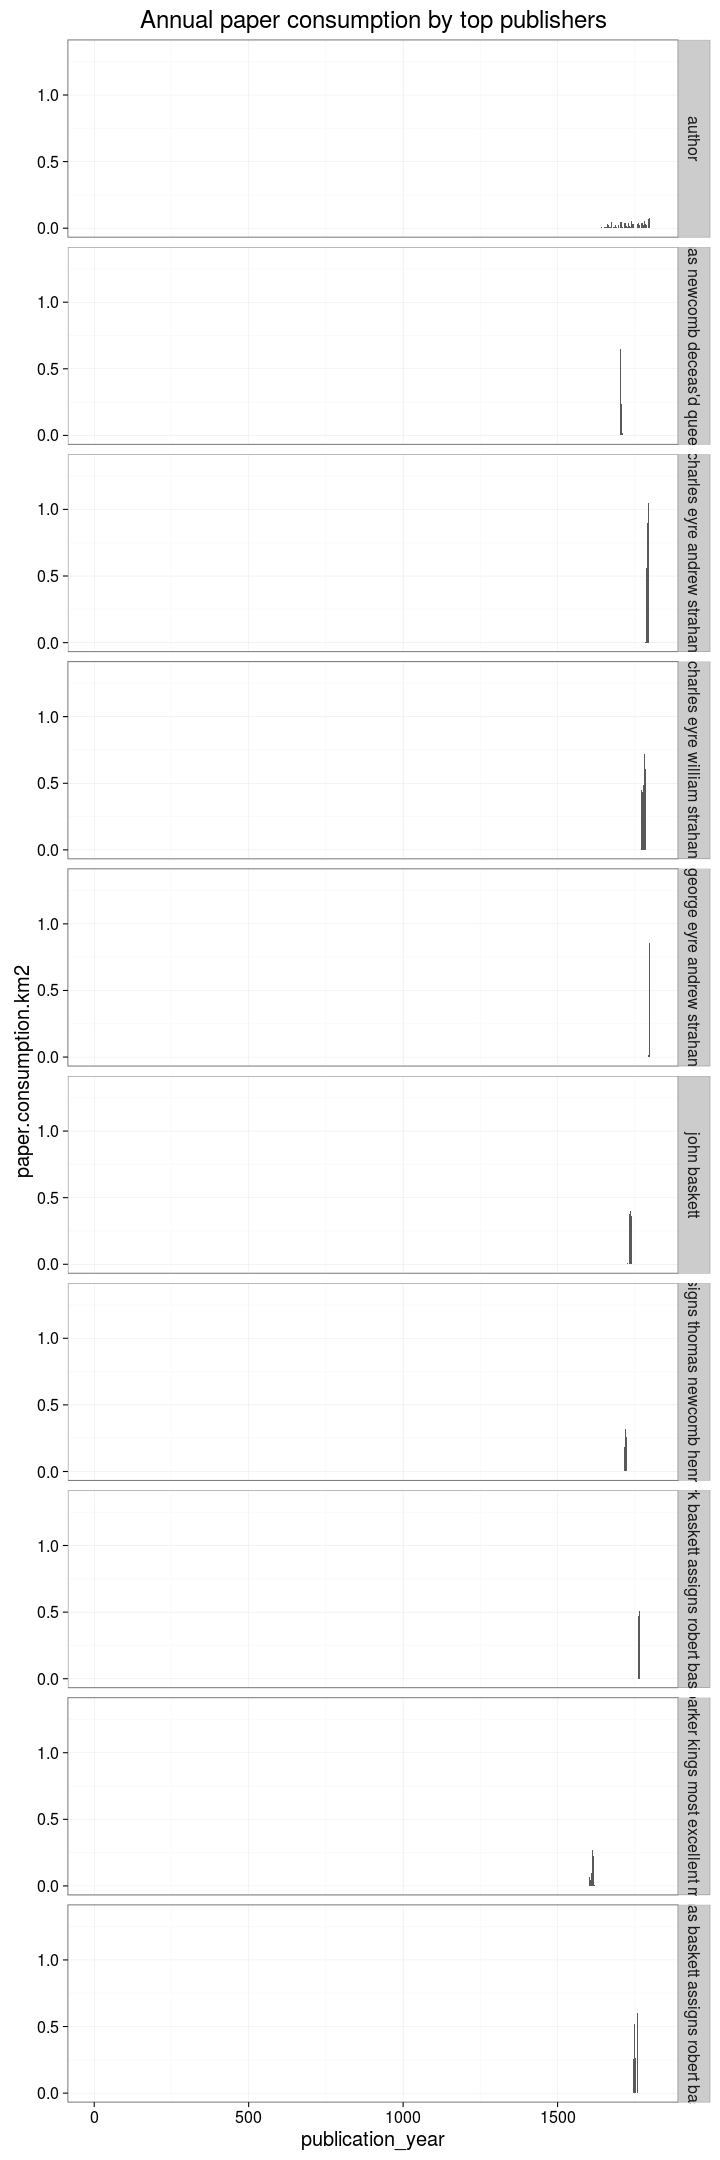 Annual paper consumption by top publishers
paper.consumption.km2
1.0
0.5
0.0
author
1.0
0.5
0.0
as newcomb deceas'd quee
1.0
0.5
0.0
charles eyre andrew strahan
1.0
0.5
0.0
charles eyre william strahan
1.0
0.5
0.0
george eyre andrew strahan
1.0
0.5
0.0
john baskett
1.0
0.5
0.0
signs thomas newcomb henr
1.0
0.5
0.0
k baskett assigns robert bas
1.0
0.5
0.0
arker kings most excellent m
1.0
0.5
0.0
as baskett assigns robert ba
0 500 1000 1500
publication_year